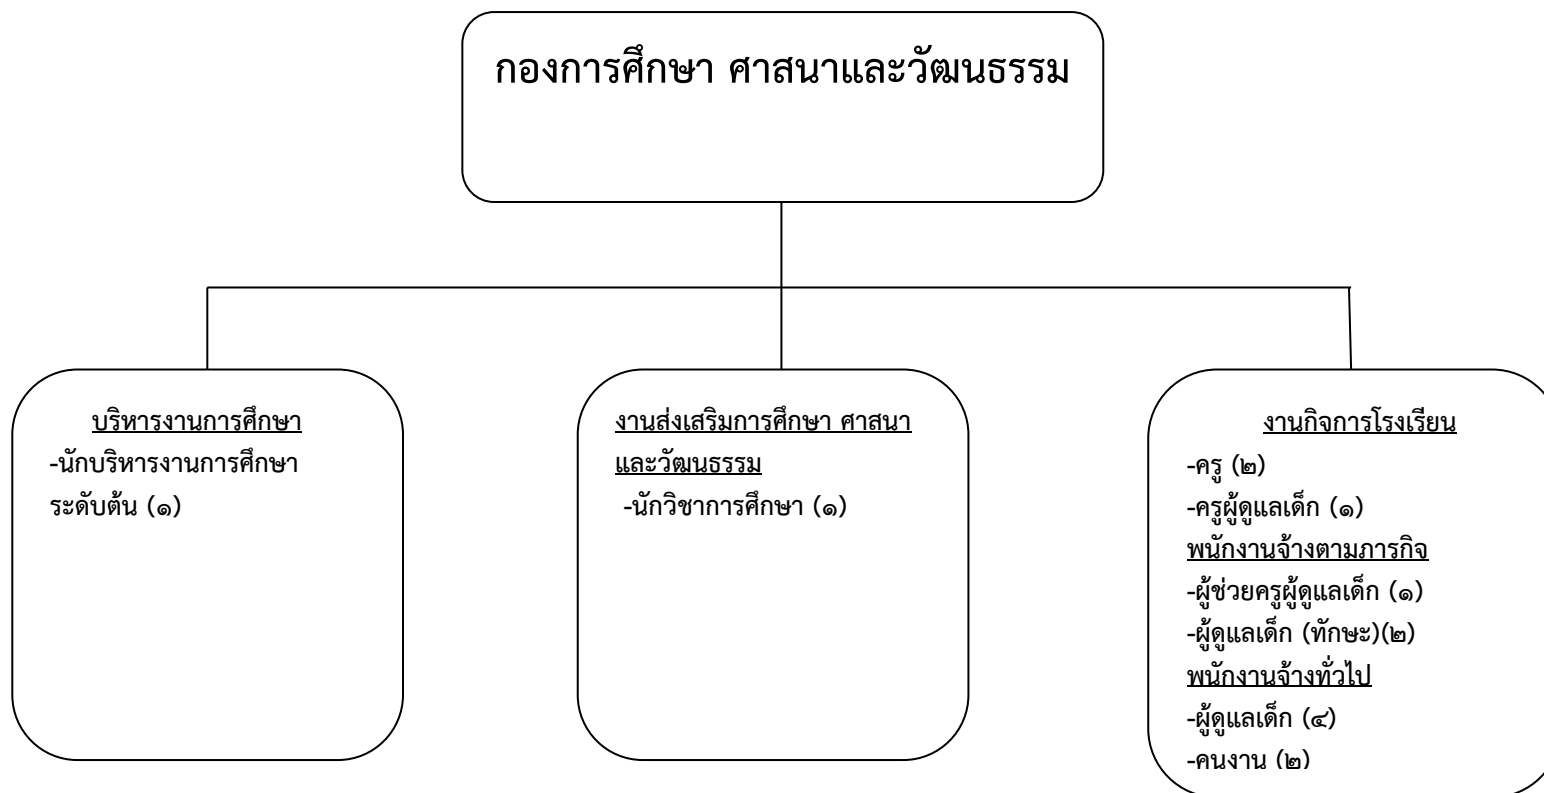 กองการศึกษา ศาสนาและวัฒนธรรม
บริหารงานการศึกษา
-นักบริหารงานการศึกษา
ระดับต้น (๑)
งานส่งเสริมการศึกษา ศาสนา
และวัฒนธรรม
-นักวิชาการศึกษา (๑)
งานกิจการโรงเรียน
-ครู (๒)
-ครูผู้ดูแลเด็ก (๑)
พนักงานจ้างตามภารกิจ
-ผู้ช่วยครูผู้ดูแลเด็ก (๑)
-ผู้ดูแลเด็ก (ทักษะ)(๒)
พนักงานจ้างทั่วไป
-ผู้ดูแลเด็ก (๔)
-คนงาน (๒)